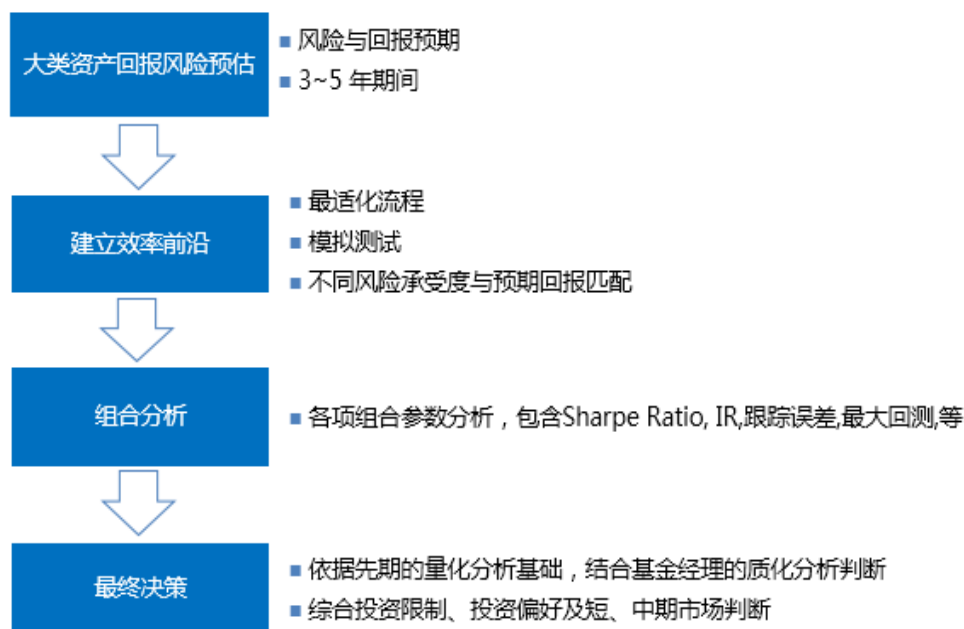 大类资产回报风险预估
■ 风险与回报预期
■ 3~5 年期间
建立效率前沿
■ 最适化流程
■ 模拟测试
■ 不同风险承受度与预期回报匹配
组合分析
■ 各项组合参数分析，包含Sharpe Ratio, IR,跟踪误差,最大回测,等
最终决策
■ 依据先期的量化分析基础，结合基金经理的质化分析判断
■ 综合投资限制、投资偏好及短、中期市场判断